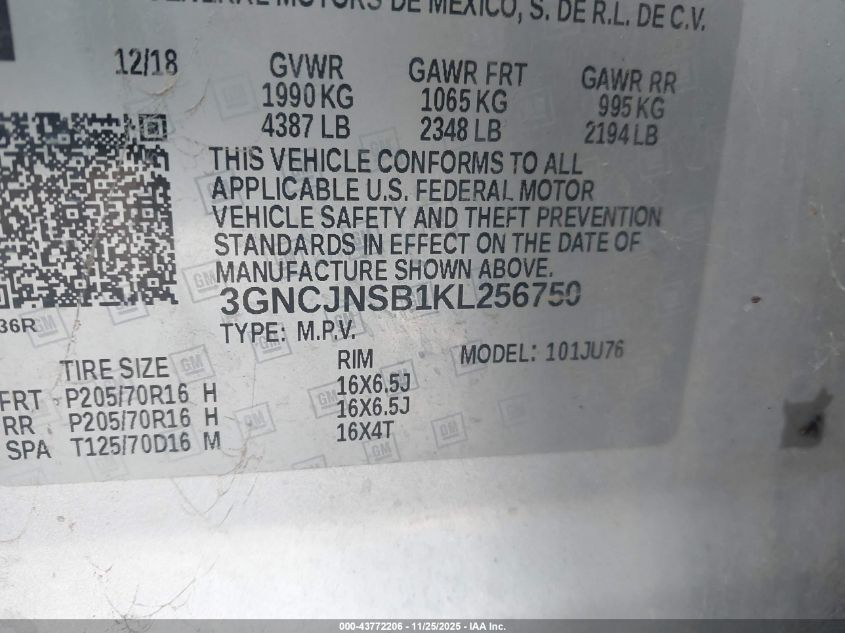 GENERAL MOTORS DE MEXICO, S. DE R.L. DE C.V.
12/18 GVWR GAWR FRT GAWR RR
1990 KG 1065 KG 995 KG
4387 LB 2348 LB 2194 LB
THIS VEHICLE CONFORMS TO ALL
APPLICABLE U.S. FEDERAL MOTOR
VEHICLE SAFETY AND THEFT PREVENTION
STANDARDS IN EFFECT ON THE DATE OF
MANUFACTURE SHOWN ABOVE.
3GNCJNSB1KL256750
36R
TYPE: M.P.V.
TIRE SIZE RIM MODEL: 101JU76
FRT P205/70R16 H 16X6.5J
RR P205/70R16 H 16X6.5J
SPA T125/70D16 M 16X4T
000-43772206 - 11/25/2025 - IAA Inc.